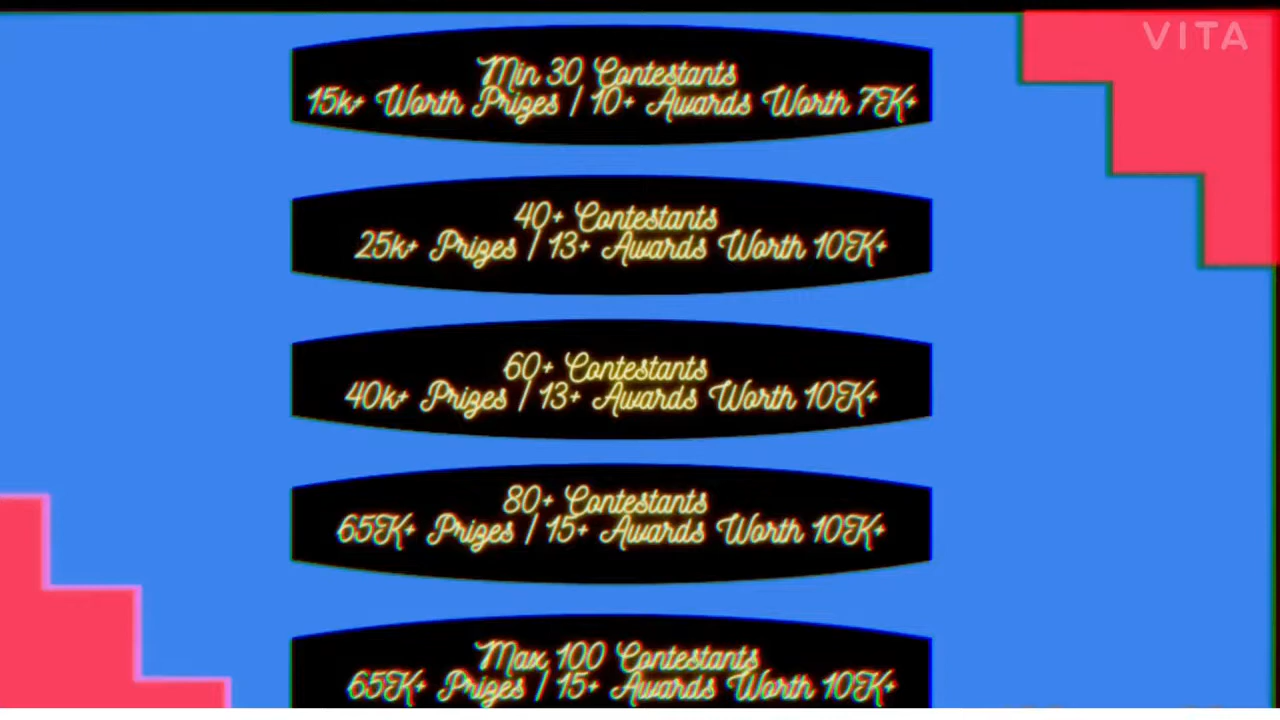 VITA
Min 30 Contestants
15k+ Worth Prizes / 10+ Awards Worth 7K+
40+ Contestants
25k+ Prizes / 13+ Awards Worth 10K+
60+ Contestants
40k+ Prizes / 13+ Awards Worth 10K+
80+ Contestants
65K+ Prizes / 15+ Awards Worth 10K+
Max 100 Contestants
65K+ Prizes / 15+ Awards Worth 10K+